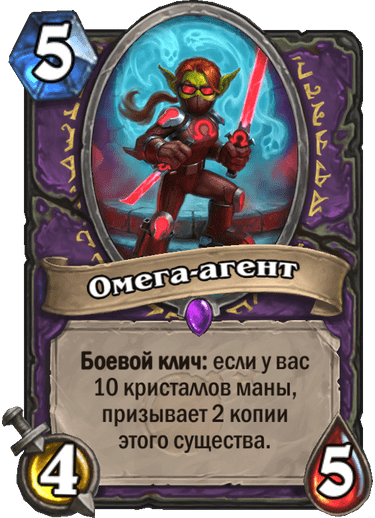 5
Омега-агент
Боевой клич: если у вас
10 кристаллов маны,
призывает 2 копии
этого существа.
4
5